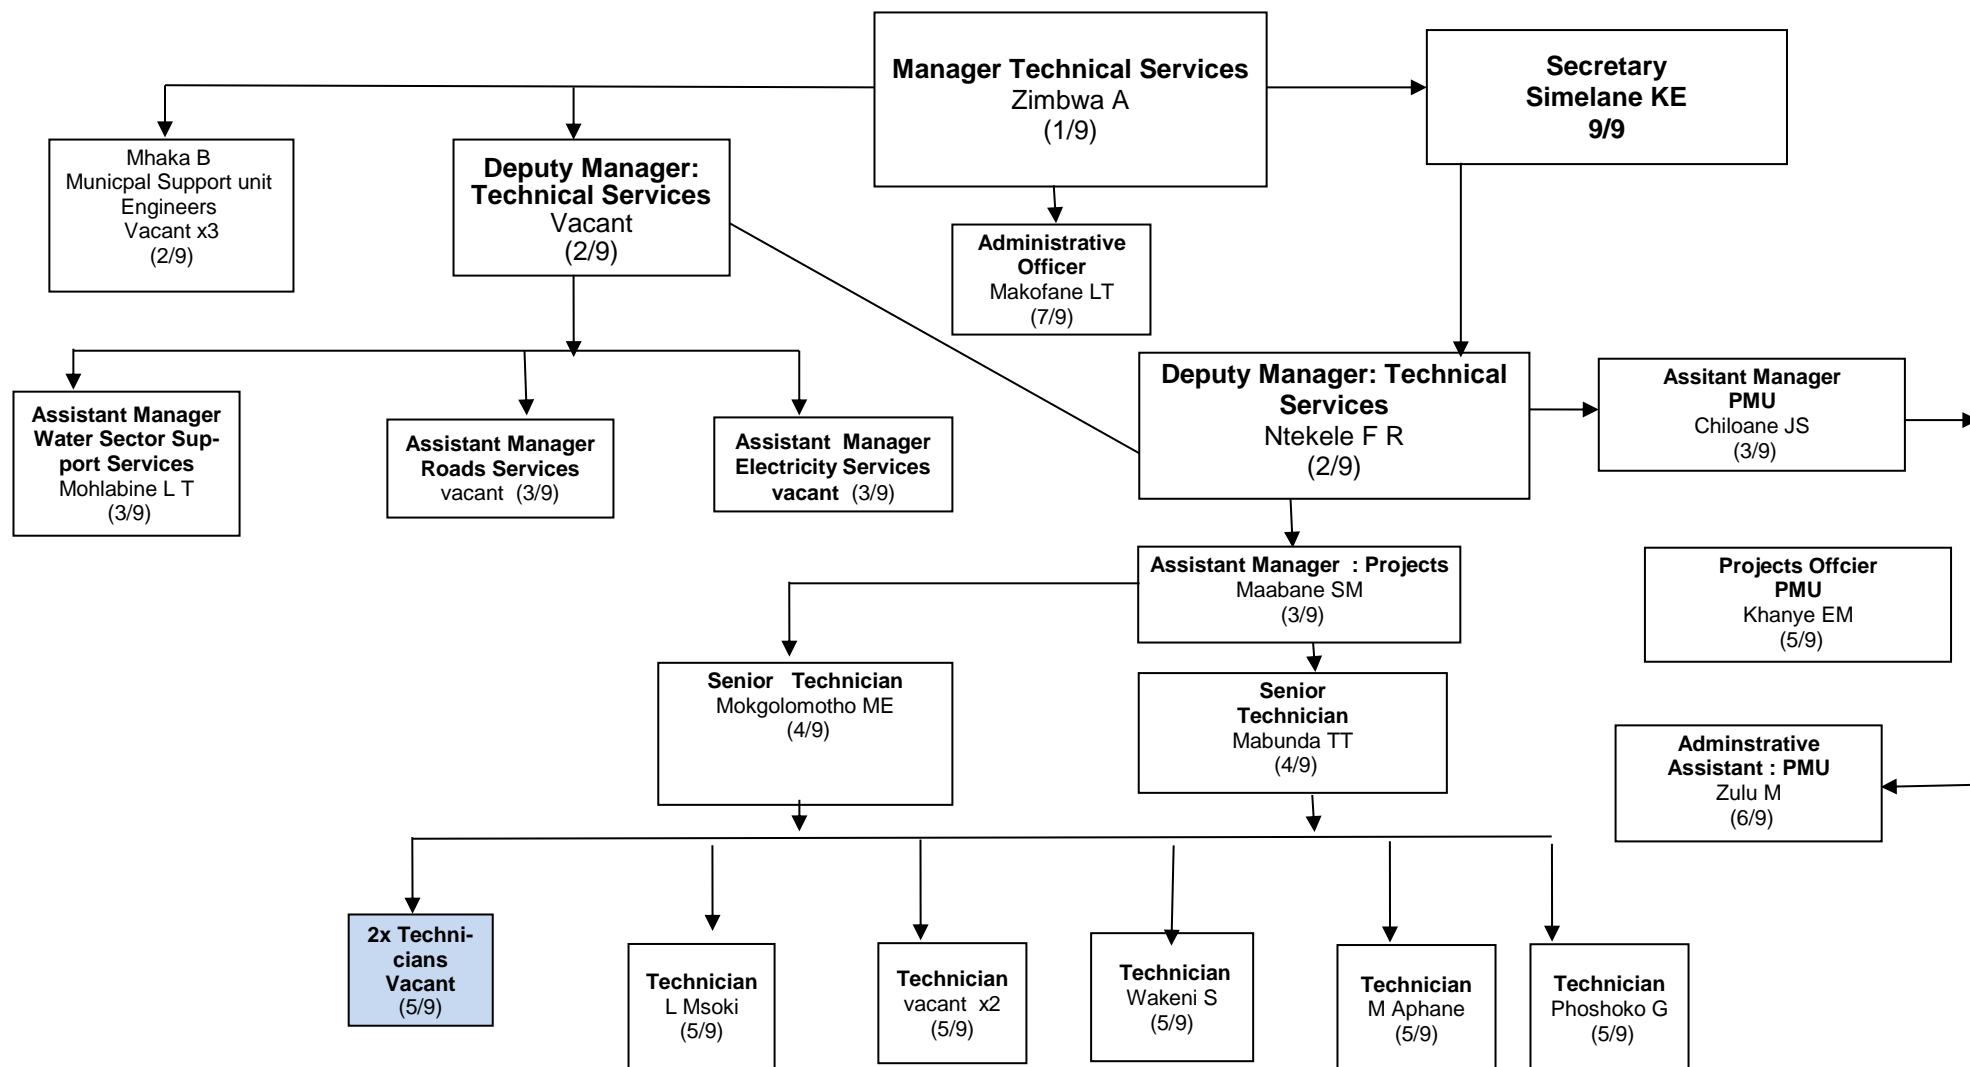 Manager Technical Services
Zimbwa A
(1/9)
Secretary
Simelane KE
9/9
Mhaka B
Municpal Support unit
Engineers
Vacant x3
(2/9)
Deputy Manager:
Technical Services
Vacant
(2/9)
Administrative
Officer
Makofane LT
(7/9)
Deputy Manager: Technical
Services
Ntekele F R
(2/9)
Assitant Manager
PMU
Chiloane JS
(3/9)
Assistant Manager
Water Sector Sup-
port Services
Mohlabine L T
(3/9)
Assistant Manager
Roads Services
vacant (3/9)
Assistant Manager
Electricity Services
vacant (3/9)
Assistant Manager : Projects
Maabane SM
(3/9)
Projects Offcier
PMU
Khanye EM
(5/9)
Senior Technician
Mokgolomotho ME
(4/9)
Senior
Technician
Mabunda TT
(4/9)
Adminstrative
Assistant : PMU
Zulu M
(6/9)
2x Techni-
cians
Vacant
(5/9)
Technician
L Msoki
(5/9)
Technician
vacant x2
(5/9)
Technician
Wakeni S
(5/9)
Technician
M Aphane
(5/9)
Technician
Phoshoko G
(5/9)